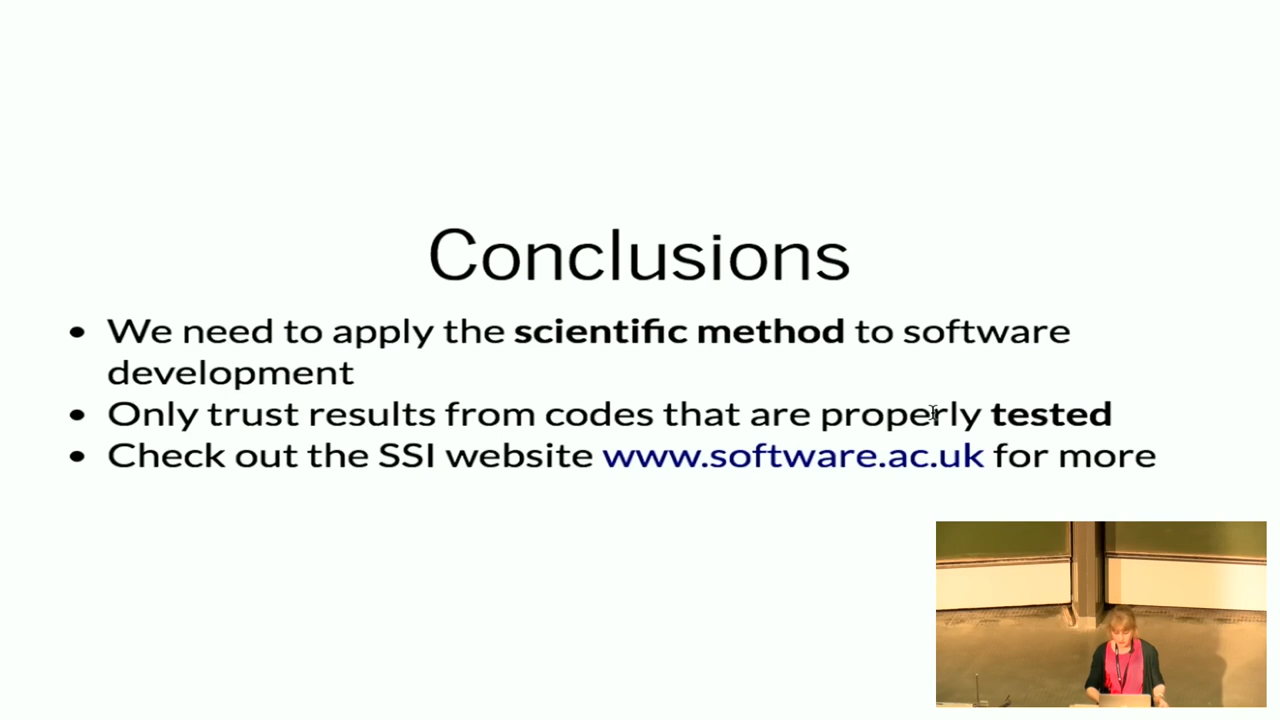 Conclusions
• We need to apply the scientific method to software
development
• Only trust results from codes that are properly tested
• Check out the SSI website www.software.ac.uk for more